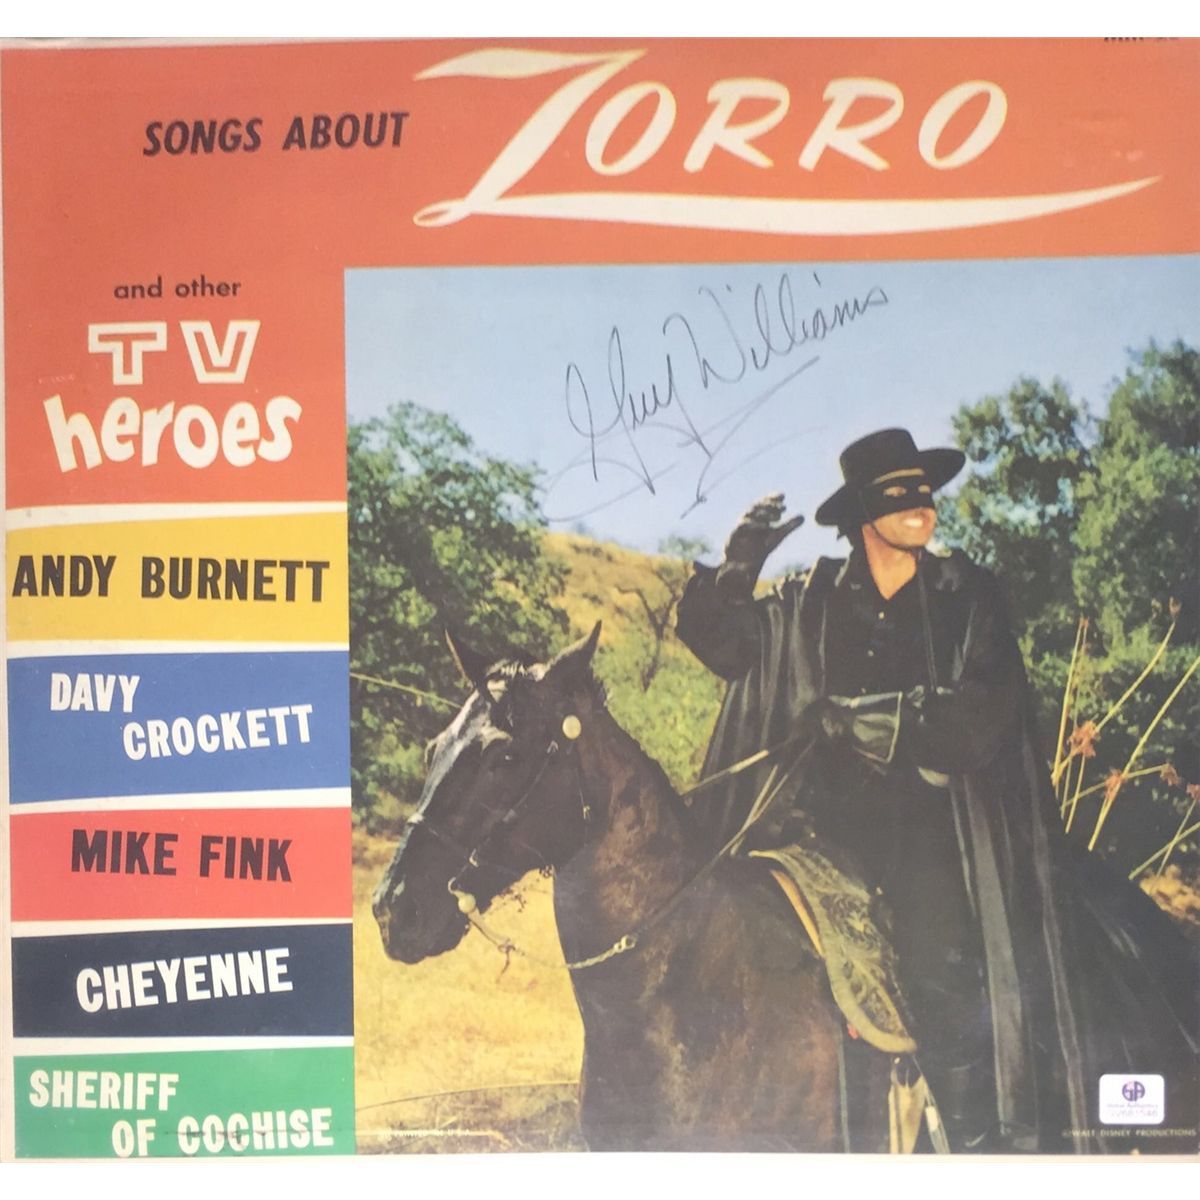 SONGS ABOUT ZORRO
and other
TV
heroes
Guy Williams
ANDY BURNETT
DAVY
CROCKETT
MIKE FINK
CHEYENNE
SHERIFF
OF COCHISE
GA
©WALT DISNEY PRODUCTIONS